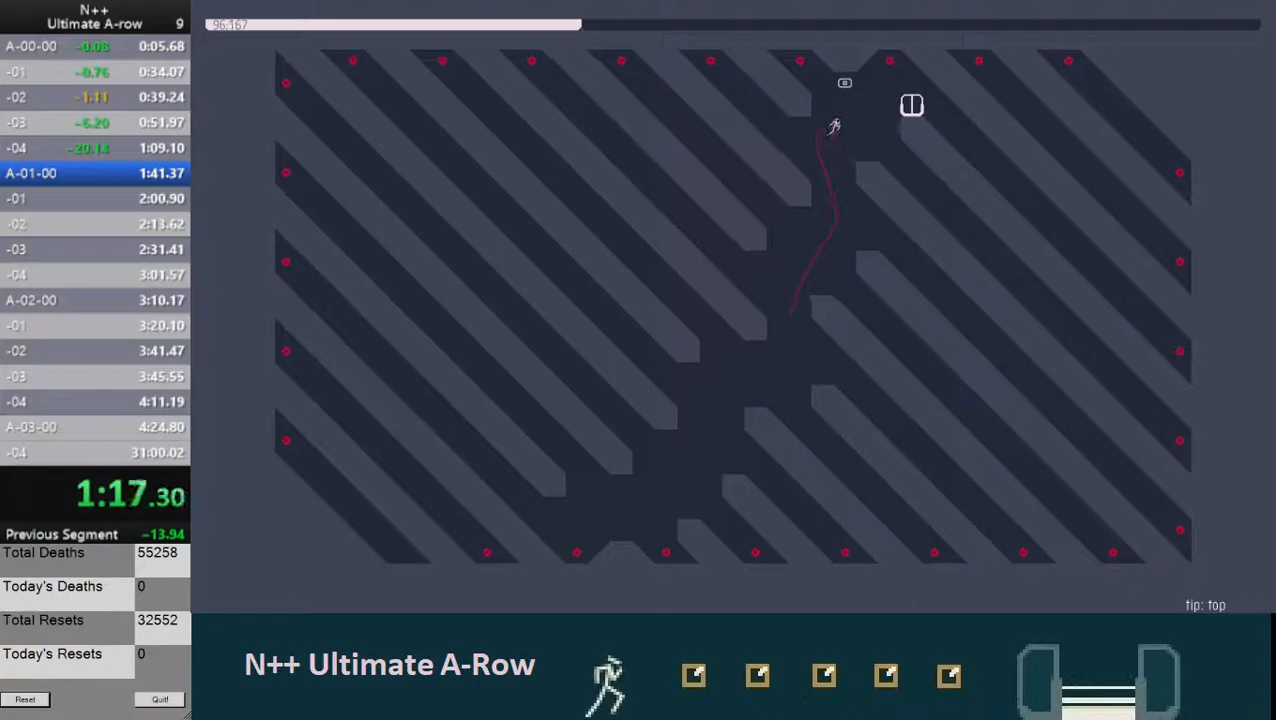 N++
Ultimate A-row 9
A-00-00 -0.08 0:05.68
-01 -0.76 0:34.07
-02 -1.11 0:39.24
-03 -6.20 0:51.97
-04 -20.14 1:09.10
A-01-00 1:41.37
-01 2:00.90
-02 2:13.62
-03 2:31.41
-04 3:01.57
A-02-00 3:10.17
-01 3:20.10
-02 3:41.47
-03 3:45.55
-04 4:11.19
A-03-00 4:24.80
-04 31:00.02
1:17.30
Previous Segment -13.94
Total Deaths 55258
Today's Deaths 0
Total Resets 32552
Today's Resets 0
Reset Quit!
96.167
tip: top
N++ Ultimate A-Row